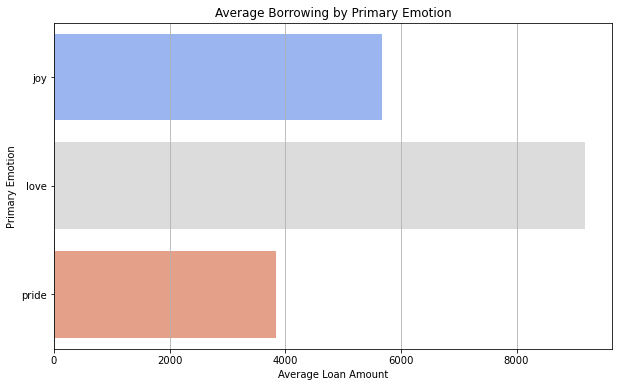 Average Borrowing by Primary Emotion
joy
love
pride
Primary Emotion
0 2000 4000 6000 8000
Average Loan Amount